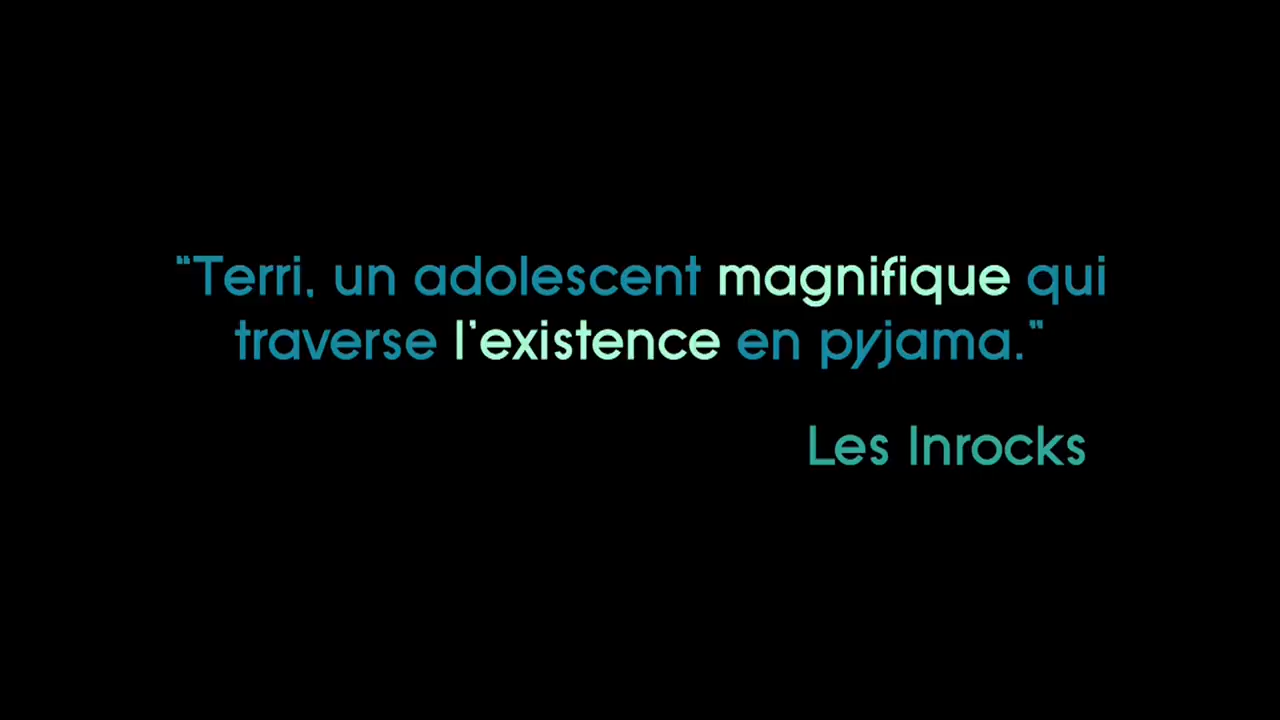 "Terri, un adolescent magnifique qui
traverse l'existence en pyjama."
Les Inrocks